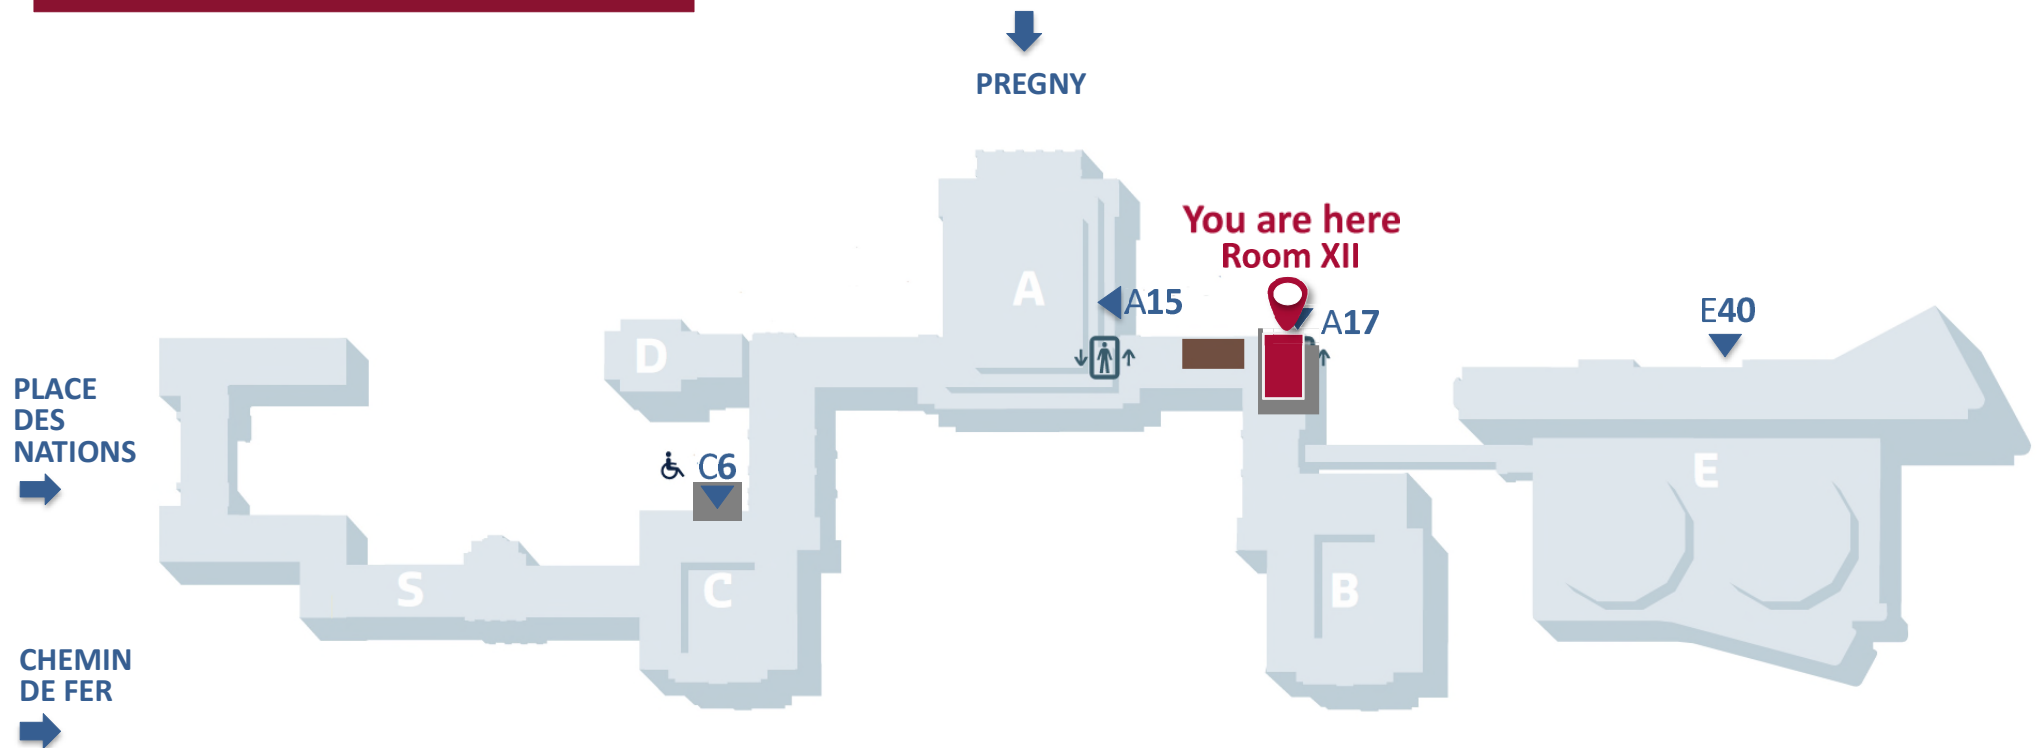 PREGNY
You are here
Room XII
A
A15
A17
E40
D
PLACE
DES
NATIONS
C6
E
S
C
B
CHEMIN
DE FER